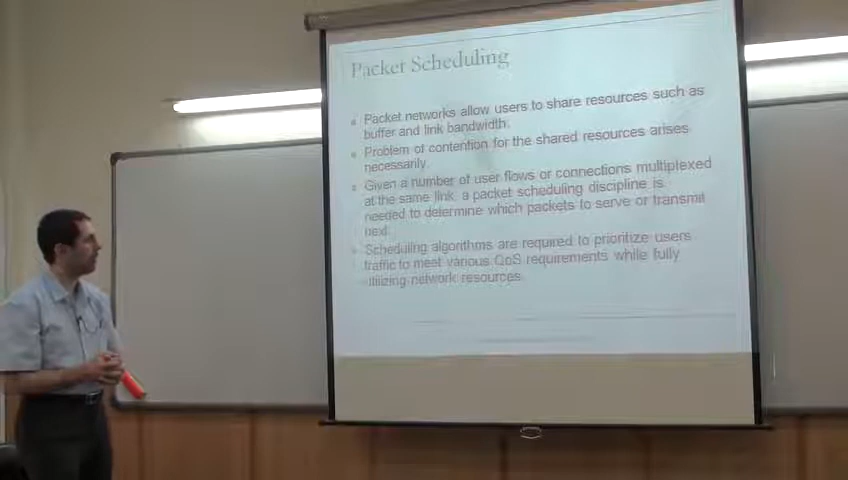 Packet Scheduling
Packet networks allow users to share resources such as
buffer and link bandwidth.
Problem of contention for the shared resources arises
necessarily.
Given a number of user flows or connections multiplexed
at the same link, a packet scheduling discipline is
needed to determine which packets to serve or transmit
next.
Scheduling algorithms are required to prioritize users
traffic to meet various QoS requirements while fully
utilizing network resources.